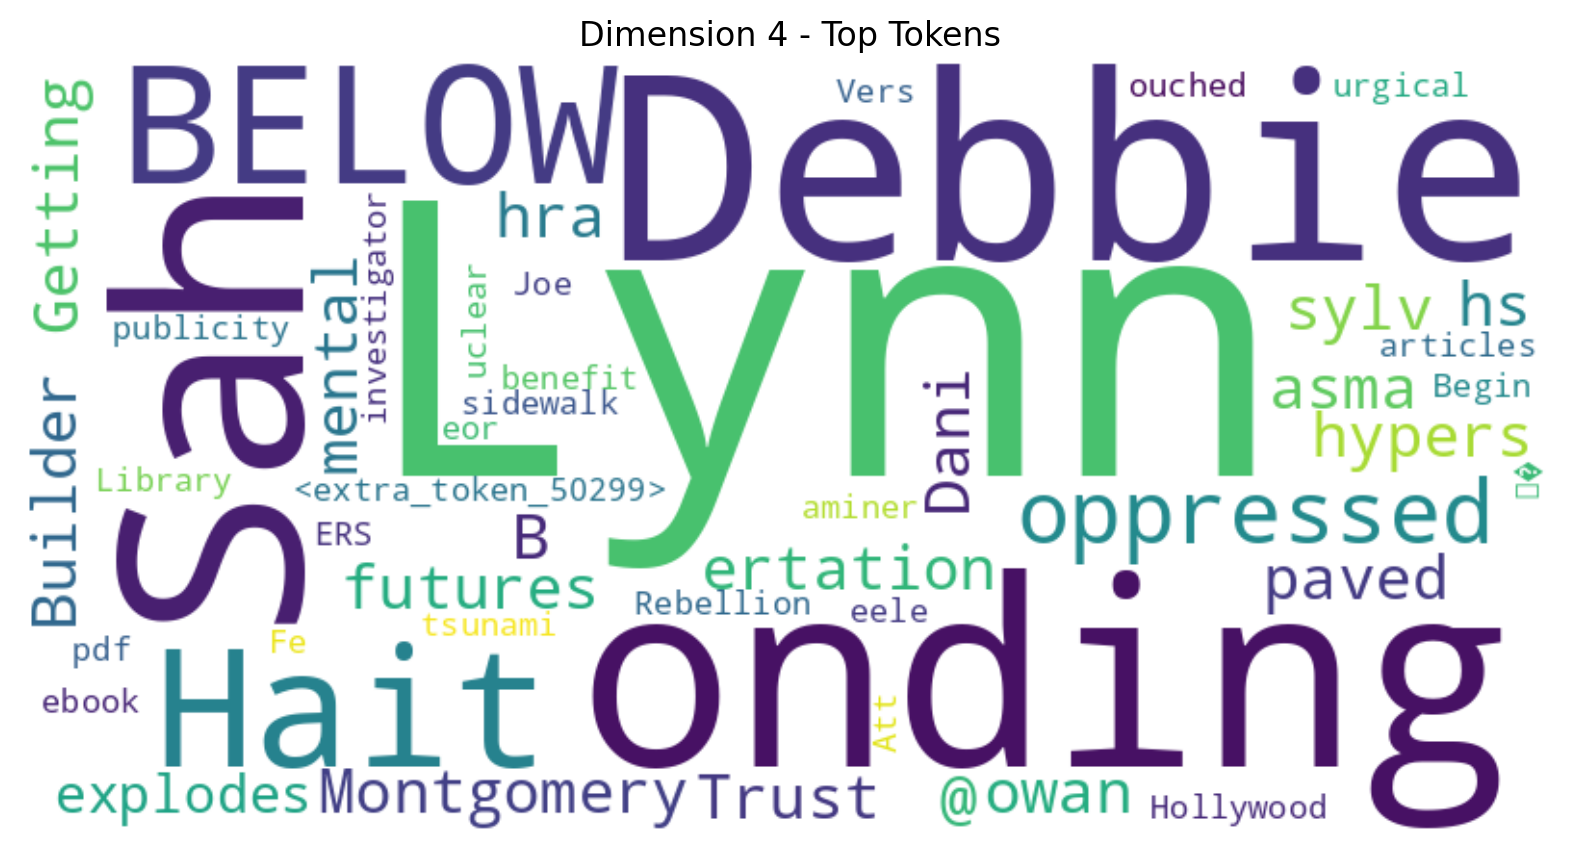 Dimension 4 - Top Tokens
Getting
BELOW
Debbie
Vers
ouched
urgical
Sah
hra
investigator
mental
Lynn
uclear
Joe
sylv
hs
publicity
articles
benefit
sidewalk
eor
Dani
asma
Begin
hypers
Builder
Library
<extra_token_50299>
aminer
oppressed
ERS
B
futures
ertation
paved
Rebellion
eele
tsunami
Fe
pdf
ebook
Hait
onding
Att
explodes
Montgomery
Trust
@
owan
Hollywood